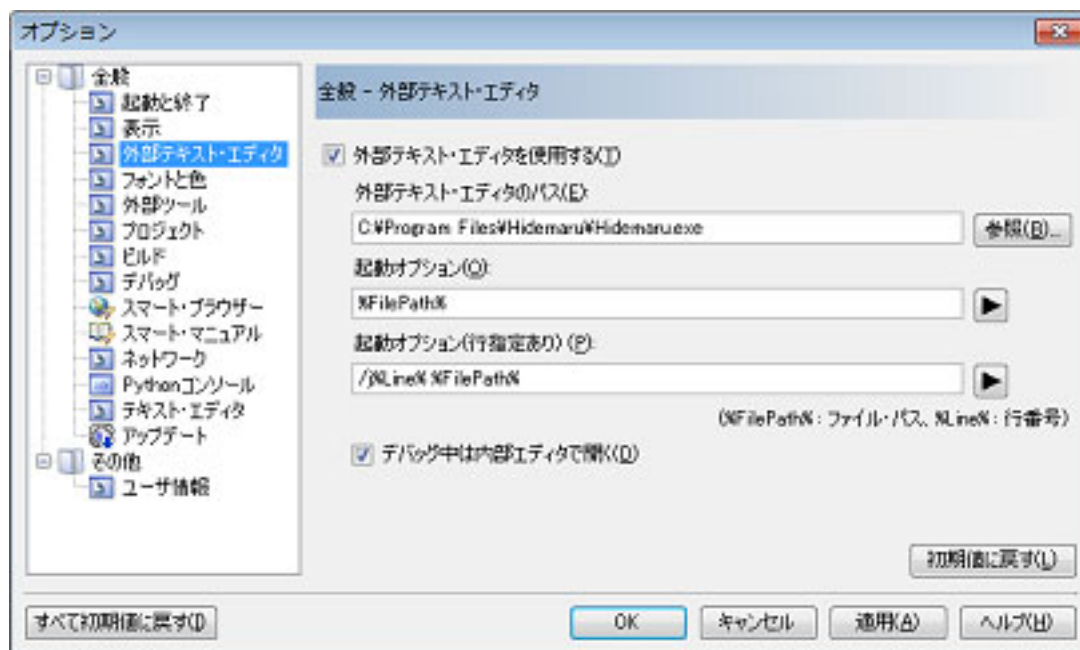 オプション
全般
起動と終了
表示
外部テキスト・エディタ
フォントと色
外部ツール
プロジェクト
ビルド
デバッグ
スマート・ブラウザー
スマート・マニュアル
ネットワーク
Pythonコンソール
テキスト・エディタ
アップデート
その他
ユーザ情報
全般 - 外部テキスト・エディタ
外部テキスト・エディタを使用する(T)
外部テキスト・エディタのパス(E):
C:¥Program Files¥Hidemaru¥Hidemaru.exe
参照(B)...
起動オプション(O):
%FilePath%
起動オプション(行指定あり) (P):
/j%Line% %FilePath%
(%FilePath% : ファイル・パス、%Line% : 行番号)
デバッグ中は内部エディタで開く(D)
初期値に戻す(L)
すべて初期値に戻す(I)
OK
キャンセル
適用(A)
ヘルプ(H)